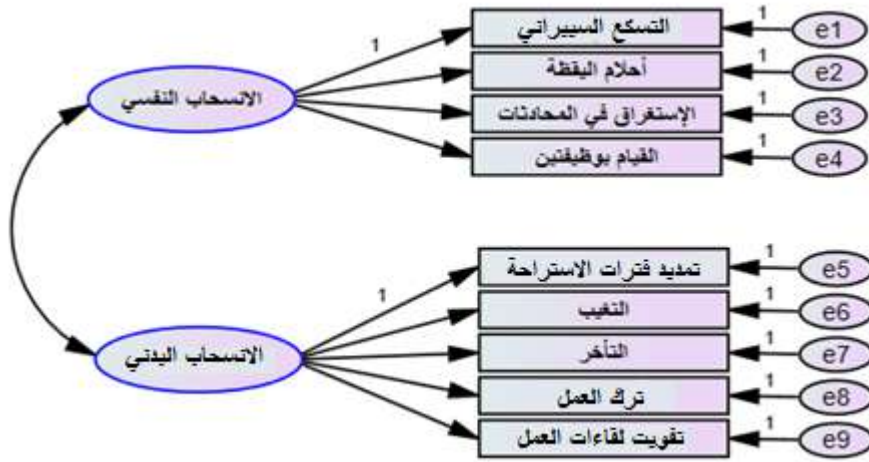 1
التسكع السيبراني
1
e1
أحلام اليقظة
1
e2
الانسحاب النفسي
الإستغراق في المحادثات
1
e3
القيام بوظيفتين
1
e4
1
تمديد فترات الاستراحة
1
e5
التغيب
1
e6
الانسحاب البدني
التأخر
1
e7
ترك العمل
1
e8
تفويت لقاءات العمل
1
e9